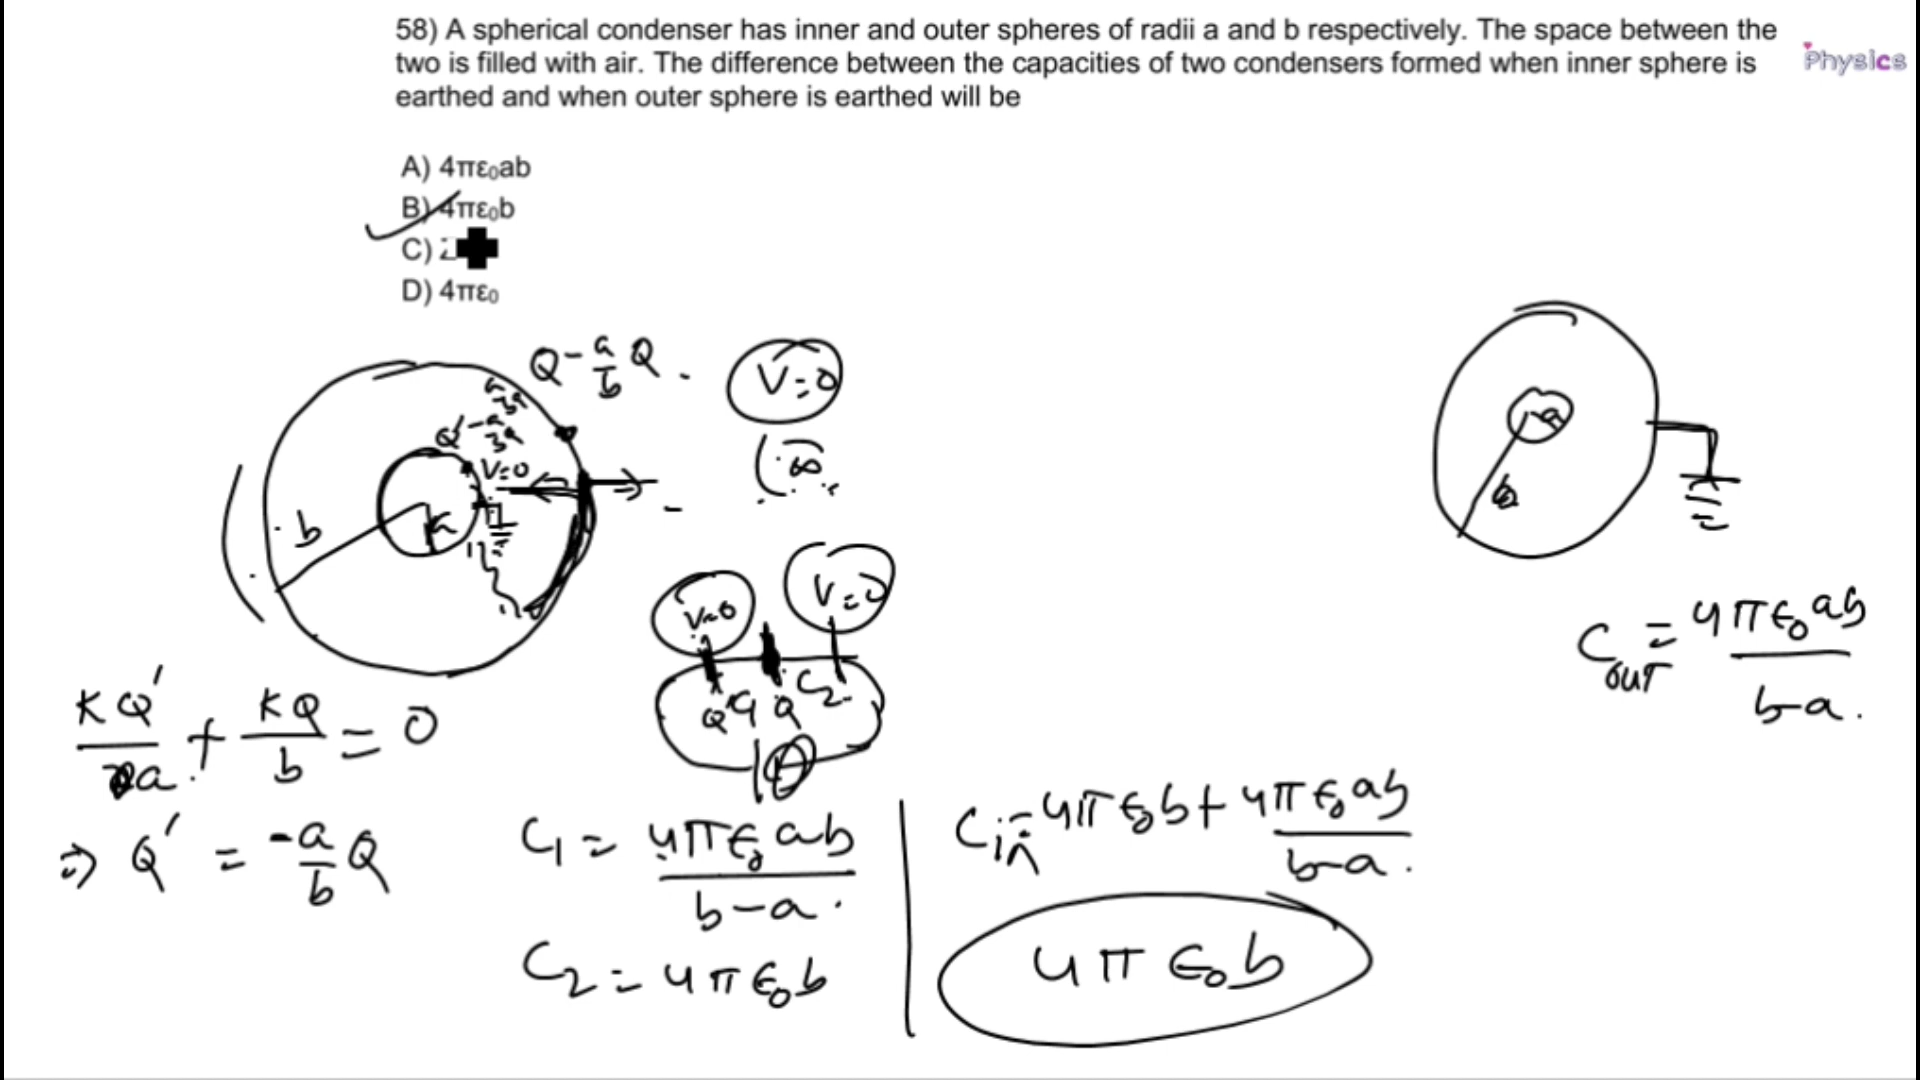 58) A spherical condenser has inner and outer spheres of radii a and b respectively. The space between the
two is filled with air. The difference between the capacities of two condensers formed when inner sphere is
earthed and when outer sphere is earthed will be
Physics
A) 4πε₀ab
B) 4πε₀b
C)
D) 4πε₀
Q - a/b Q
V=0
∞
V=0
b
a
a
b
V=0
V=0
C₂
C_out = 4πε₀ab / b-a.
KQ'/a + KQ/b = 0
⇒ Q' = -a/b Q
C₁ = 4πε₀ab / b-a.
C₂ = 4πε₀b
C_in = 4πε₀b + 4πε₀ab / b-a.
4πε₀b